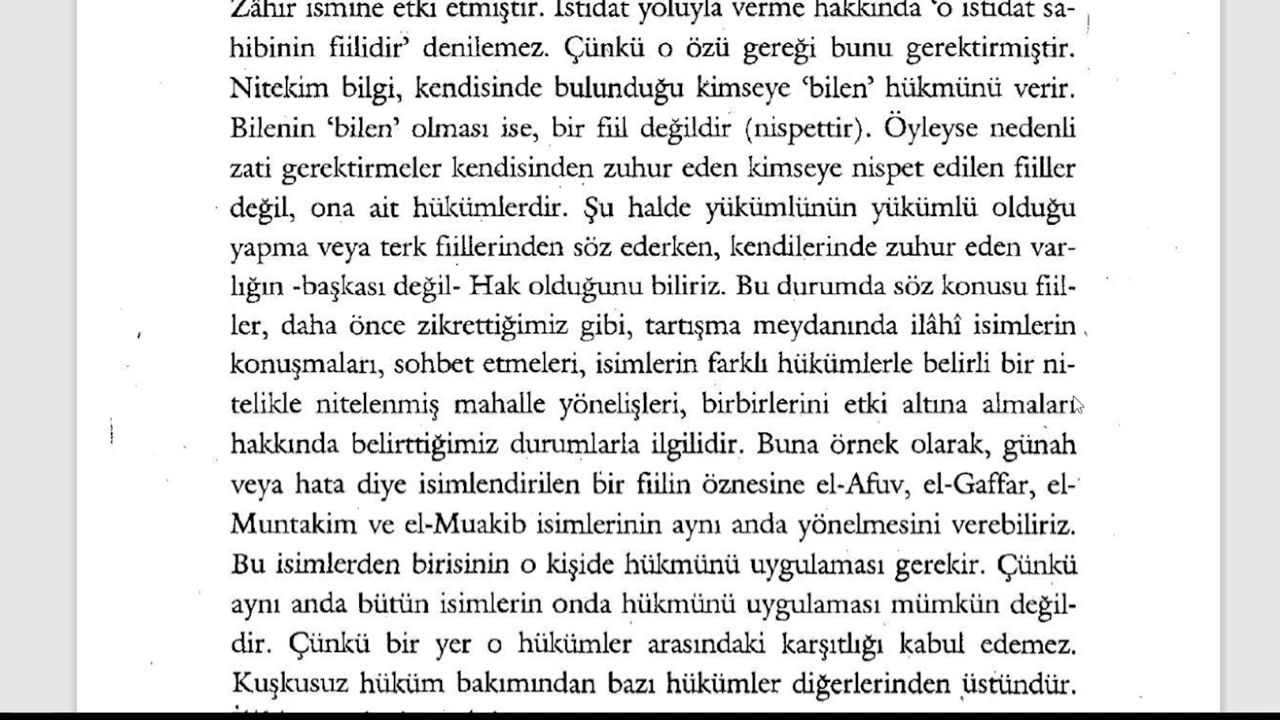 Zâhir ismine etki etmiştir. İstidat yoluyla verme hakkında ‘o istidat sa-
hibinin fiilidir’ denilemez. Çünkü o özü gereği bunu gerektirmiştir.
Nitekim bilgi, kendisinde bulunduğu kimseye ‘bilen’ hükmünü verir.
Bilenin ‘bilen’ olması ise, bir fiil değildir (nispettir). Öyleyse nedenli
zati gerektirmeler kendisinden zuhur eden kimseye nispet edilen fiiller
değil, ona ait hükümlerdir. Şu halde yükümlünün yükümlü olduğu
yapma veya terk fiillerinden söz ederken, kendilerinde zuhur eden var-
lığın -başkası değil- Hak olduğunu biliriz. Bu durumda söz konusu fiil-
ler, daha önce zikrettiğimiz gibi, tartışma meydanında ilâhî isimlerin
konuşmaları, sohbet etmeleri, isimlerin farklı hükümlerle belirli bir ni-
telikle nitelenmiş mahalle yönelişleri, birbirlerini etki altına almaları
hakkında belirttiğimiz durumlarla ilgilidir. Buna örnek olarak, günah
veya hata diye isimlendirilen bir fiilin öznesine el-Afuv, el-Gaffar, el-
Muntakim ve el-Muakib isimlerinin aynı anda yönelmesini verebiliriz.
Bu isimlerden birisinin o kişide hükmünü uygulaması gerekir. Çünkü
aynı anda bütün isimlerin onda hükmünü uygulaması mümkün değil-
dir. Çünkü bir yer o hükümler arasındaki karşıtlığı kabul edemez.
Kuşkusuz hüküm bakımından bazı hükümler diğerlerinden üstündür.